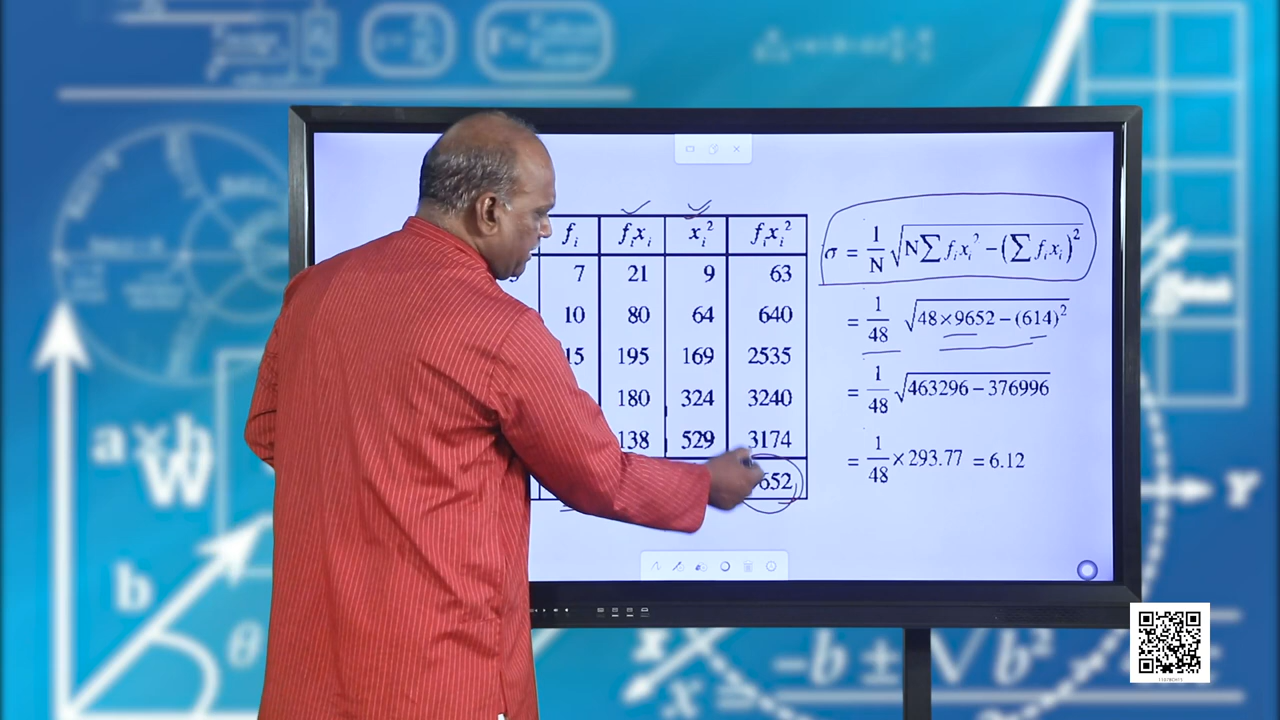 fᵢ fᵢxᵢ xᵢ² fᵢxᵢ²
7 21 9 63
10 80 64 640
15 195 169 2535
180 324 3240
138 529 3174
652
σ = 1/N √(N∑fᵢxᵢ² − (∑fᵢxᵢ)²)
= 1/48 √(48×9652 − (614)²)
= 1/48 √(463296 − 376996)
= 1/48 × 293.77 = 6.12
a×b
W
b
θ
Y
x
−b ± √b²
x =